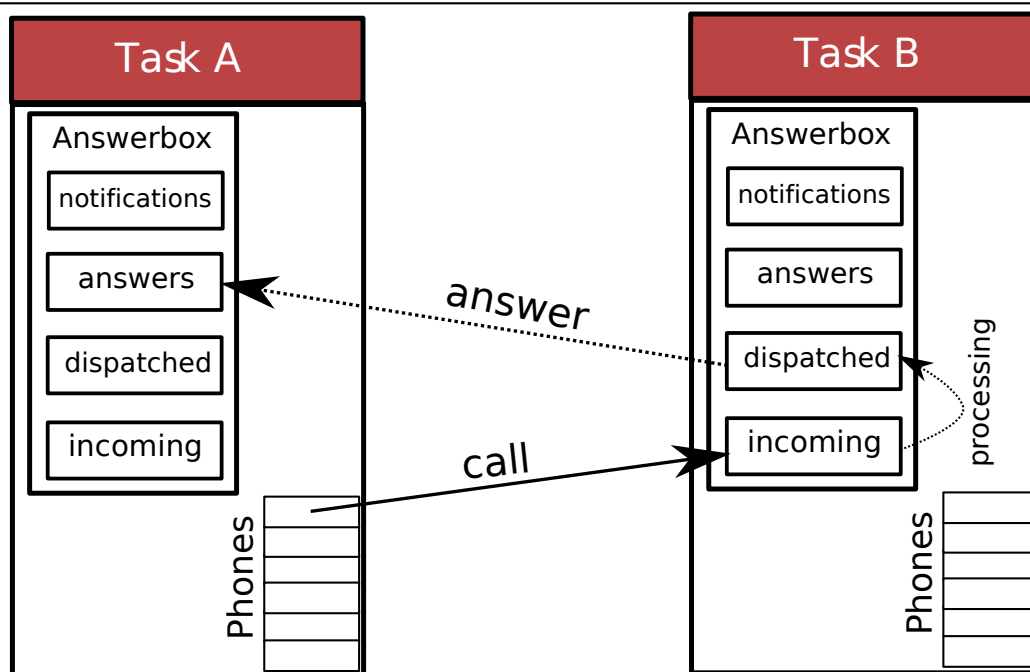 Task A
Answerbox
notifications
answers
dispatched
incoming
Phones
answer
call
Task B
Answerbox
notifications
answers
dispatched
incoming
processing
Phones